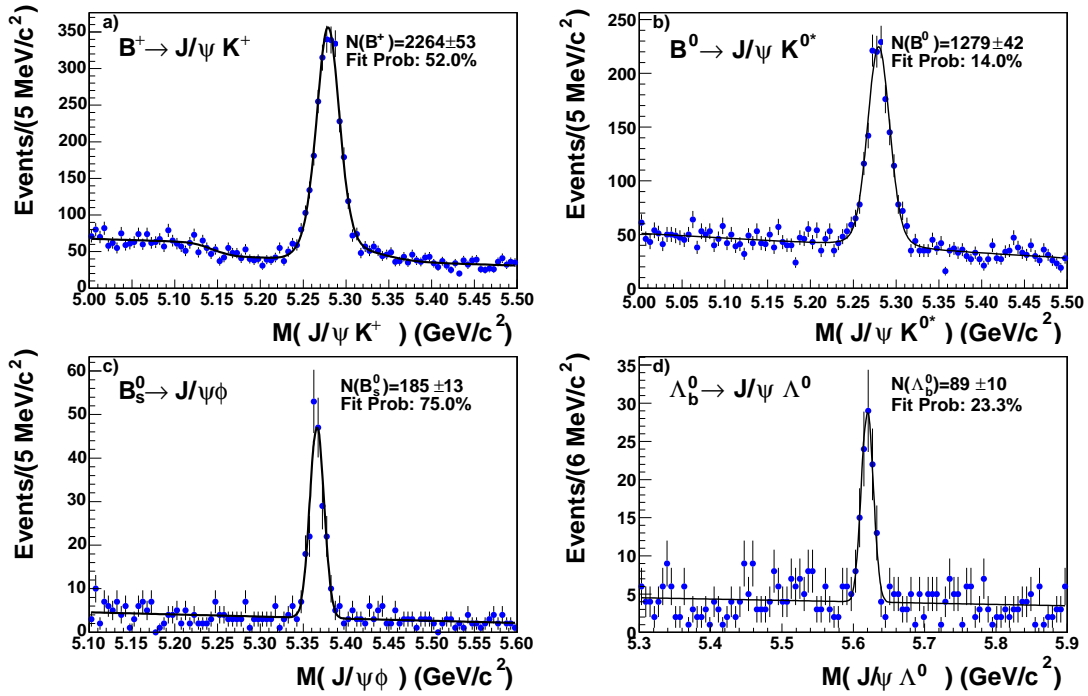 a)
B⁺→ J/ψ K⁺
N(B⁺)=2264±53
Fit Prob: 52.0%
Events/(5 MeV/c²)
350
300
250
200
150
100
50
0
5.00 5.10 5.15 5.20 5.25 5.30 5.35 5.40 5.45 5.50
M( J/ψ K⁺ ) (GeV/c²)
b)
B⁰→ J/ψ K⁰*
N(B⁰)=1279±42
Fit Prob: 14.0%
Events/(5 MeV/c²)
250
200
150
100
50
0
5.00 5.05 5.10 5.15 5.20 5.25 5.30 5.35 5.40 5.45 5.50
M( J/ψ K⁰* ) (GeV/c²)
c)
B⁰ₛ→ J/ψφ
N(B⁰ₛ)=185 ±13
Fit Prob: 75.0%
Events/(5 MeV/c²)
60
50
40
30
20
10
0
5.10 5.15 5.20 5.25 5.30 5.35 5.40 5.45 5.50 5.55 5.60
M( J/ψφ ) (GeV/c²)
d)
Λ_b⁰→ J/ψ Λ⁰
N(Λ_b⁰)=89 ±10
Fit Prob: 23.3%
Events/(6 MeV/c²)
35
30
25
20
15
10
5
0
5.3 5.4 5.5 5.6 5.7 5.8 5.9
M( J/ψ Λ⁰ ) (GeV/c²)